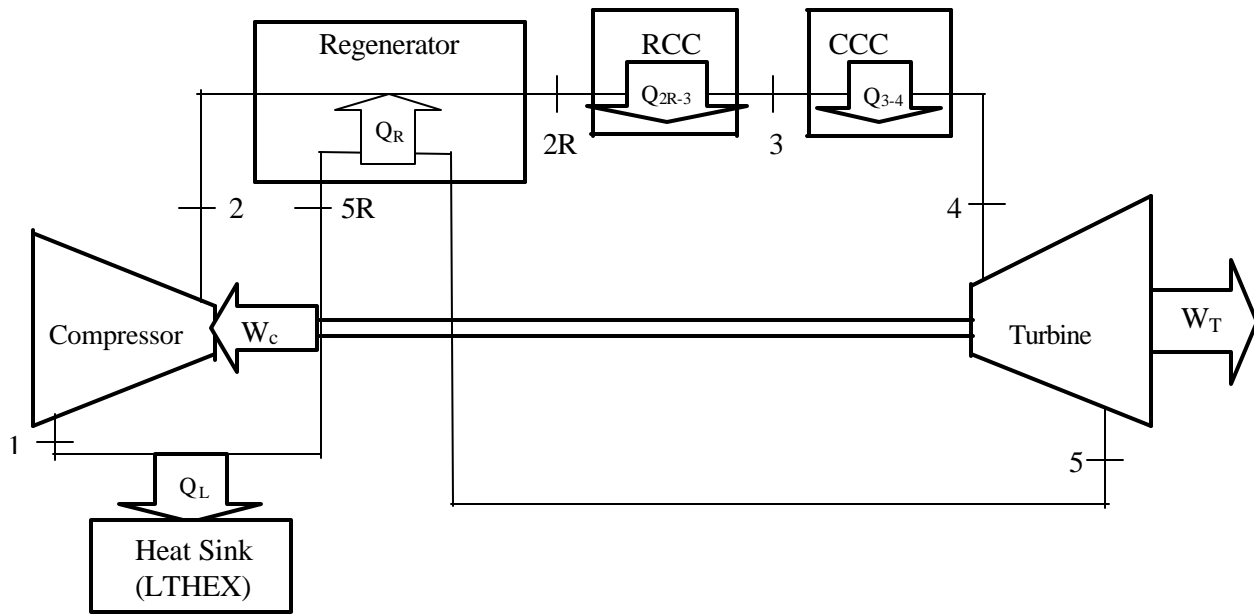 Regenerator
RCC
CCC
Q2R-3
Q3-4
QR
2R
3
2
5R
4
Compressor
Wc
Turbine
WT
1
5
QL
Heat Sink
(LTHEX)